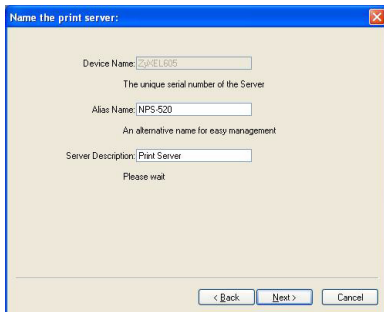 Name the print server:
Device Name: ZyXEL605
The unique serial number of the Server
Alias Name: NPS-520
An alternative name for easy management
Server Description: Print Server
Please wait
< Back Next > Cancel